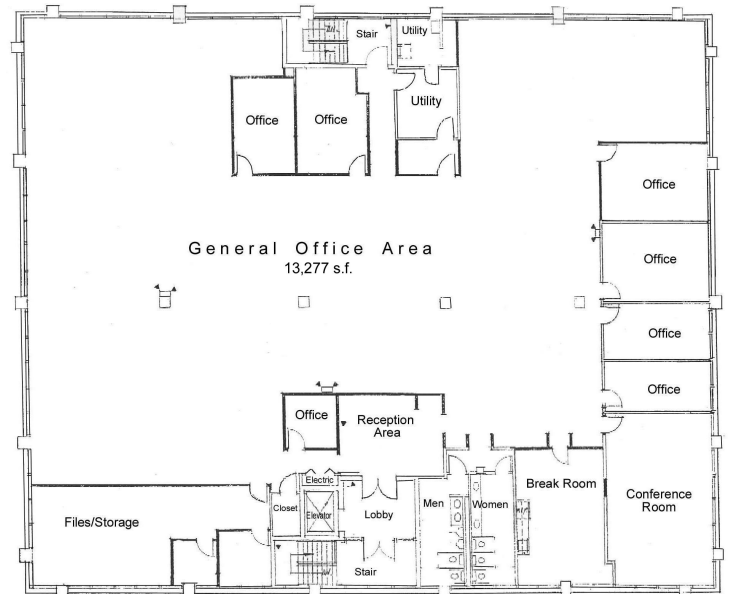 Stair
Utility
Utility
Office
Office
Office
Office
General Office Area
13,277 s.f.
Office
Office
Office
Reception
Area
Electric
Elevator
Closet
Lobby
Men
Women
Break Room
Conference
Room
Files/Storage
Stair